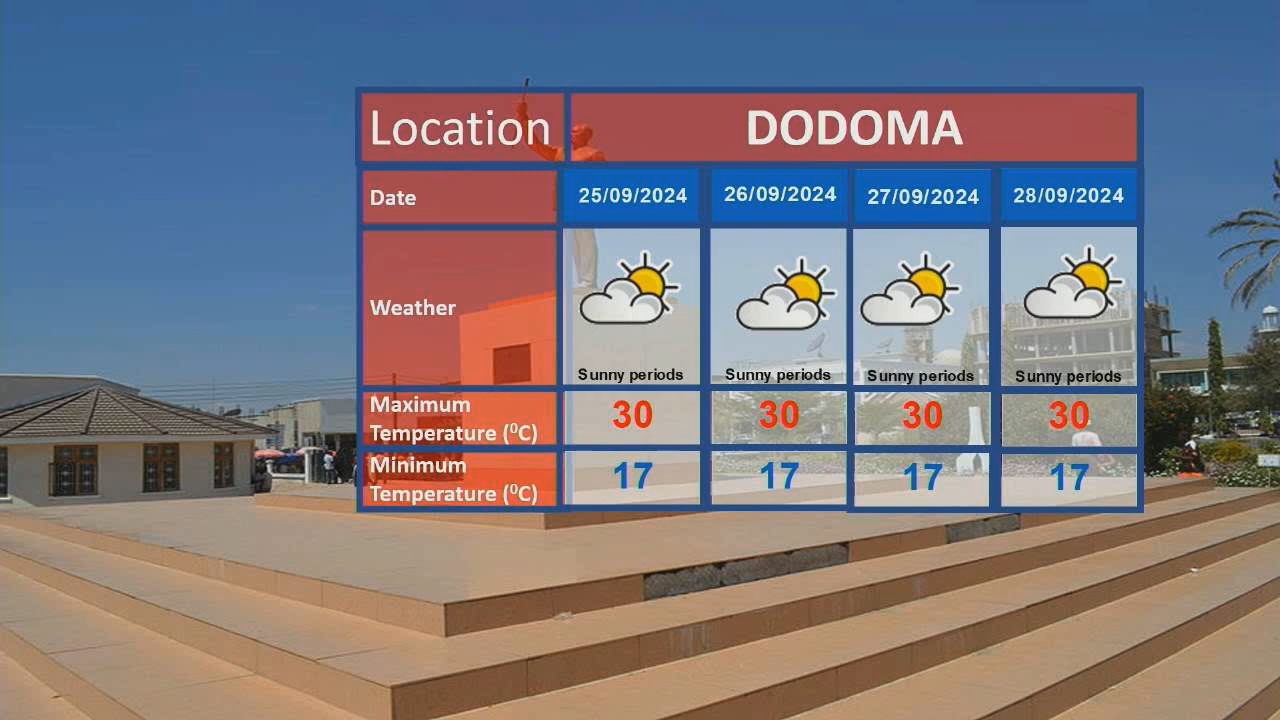 Location DODOMA
Date 25/09/2024 26/09/2024 27/09/2024 28/09/2024
Weather
Sunny periods Sunny periods Sunny periods Sunny periods
Maximum
Temperature (⁰C) 30 30 30 30
Minimum
Temperature (⁰C) 17 17 17 17